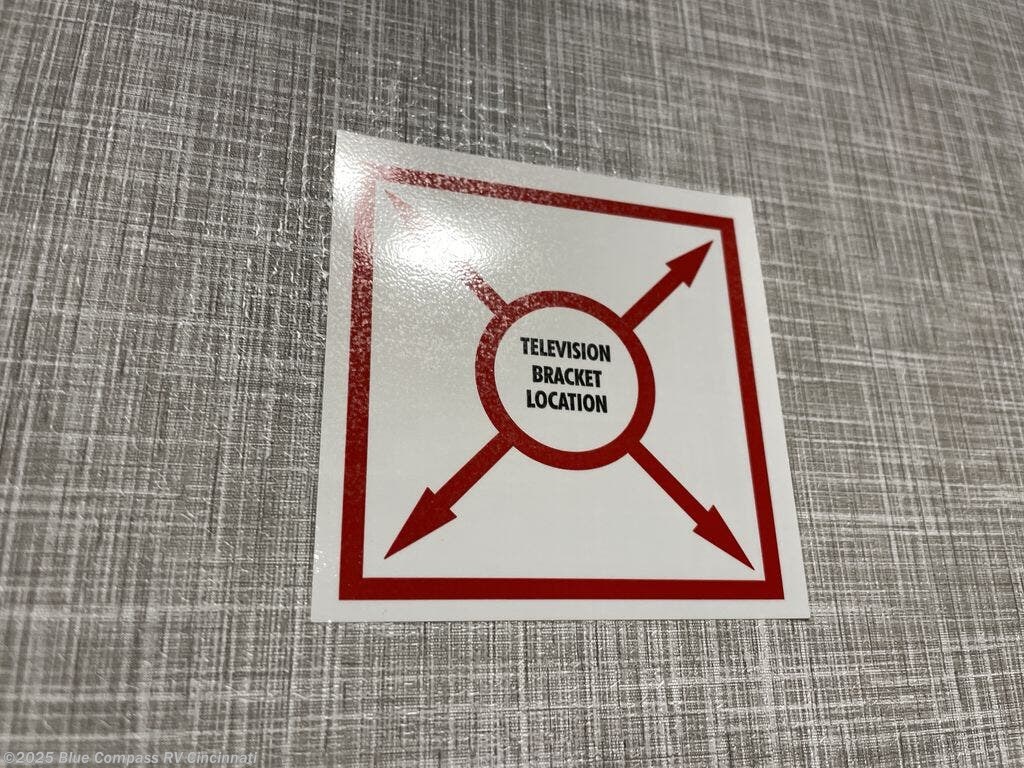 TELEVISION
BRACKET
LOCATION
©2025 Blue Compass RV Cincinnati